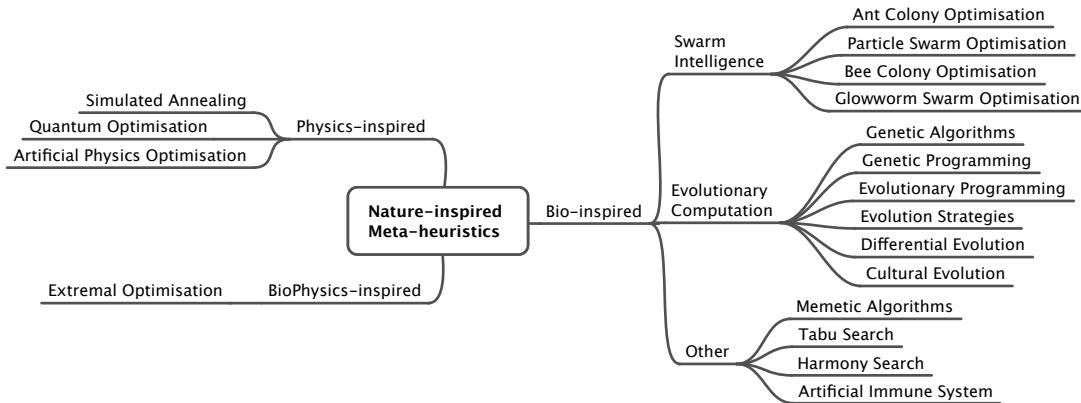 Nature-inspired
Meta-heuristics
Physics-inspired
Simulated Annealing
Quantum Optimisation
Artificial Physics Optimisation
BioPhysics-inspired
Extremal Optimisation
Bio-inspired
Swarm
Intelligence
Ant Colony Optimisation
Particle Swarm Optimisation
Bee Colony Optimisation
Glowworm Swarm Optimisation
Evolutionary
Computation
Genetic Algorithms
Genetic Programming
Evolutionary Programming
Evolution Strategies
Differential Evolution
Cultural Evolution
Other
Memetic Algorithms
Tabu Search
Harmony Search
Artificial Immune System